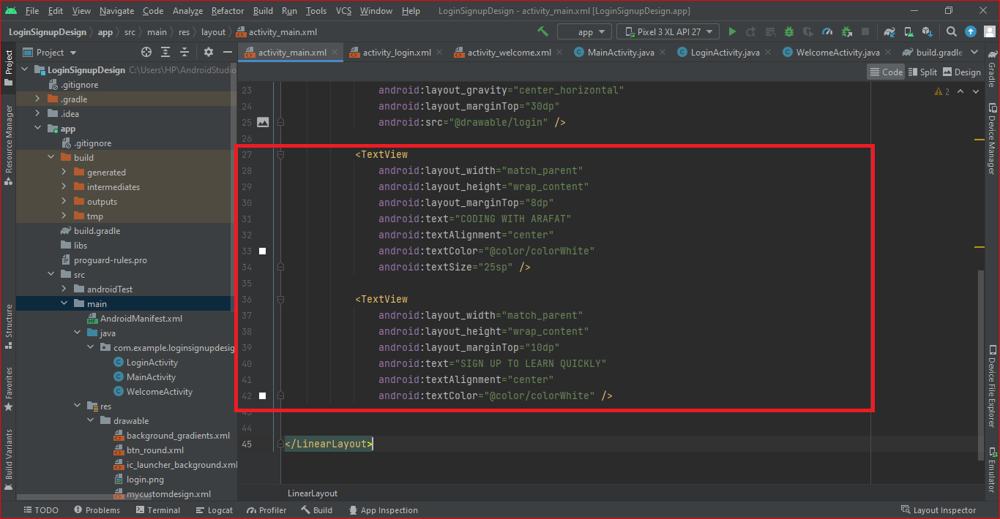 File Edit View Navigate Code Analyze Refactor Build Run Tools VCS Window Help LoginSignupDesign - activity_main.xml [LoginSignupDesign.app]
LoginSignupDesign app src main res layout activity_main.xml app Pixel 3 XL API 27
Project activity_main.xml activity_login.xml activity_welcome.xml MainActivity.java LoginActivity.java WelcomeActivity.java build.gradle
Code Split Design
Project
Resource Manager
Structure
Favorites
Build Variants
LoginSignupDesign C:\Users\HP\AndroidStudio
.gitignore
.gradle
.idea
app
.gitignore
build
generated
intermediates
outputs
tmp
build.gradle
libs
proguard-rules.pro
src
androidTest
main
AndroidManifest.xml
java
com.example.loginsignupdesig
LoginActivity
MainActivity
WelcomeActivity
res
drawable
background_gradients.xml
btn_round.xml
ic_launcher_background.xml
login.png
mycustomdesign.xml
2
23 android:layout_gravity="center_horizontal"
24 android:layout_marginTop="30dp"
25 android:src="@drawable/login" />
26
27 <TextView
28 android:layout_width="match_parent"
29 android:layout_height="wrap_content"
30 android:layout_marginTop="8dp"
31 android:text="CODING WITH ARAFAT"
32 android:textAlignment="center"
33 android:textColor="@color/colorWhite"
34 android:textSize="25sp" />
35
36 <TextView
37 android:layout_width="match_parent"
38 android:layout_height="wrap_content"
39 android:layout_marginTop="10dp"
40 android:text="SIGN UP TO LEARN QUICKLY"
41 android:textAlignment="center"
42 android:textColor="@color/colorWhite" />
43
44
45 </LinearLayout>
LinearLayout
Gradle
Device Manager
Device File Explorer
Emulator
TODO Problems Terminal Logcat Profiler Build App Inspection Layout Inspector